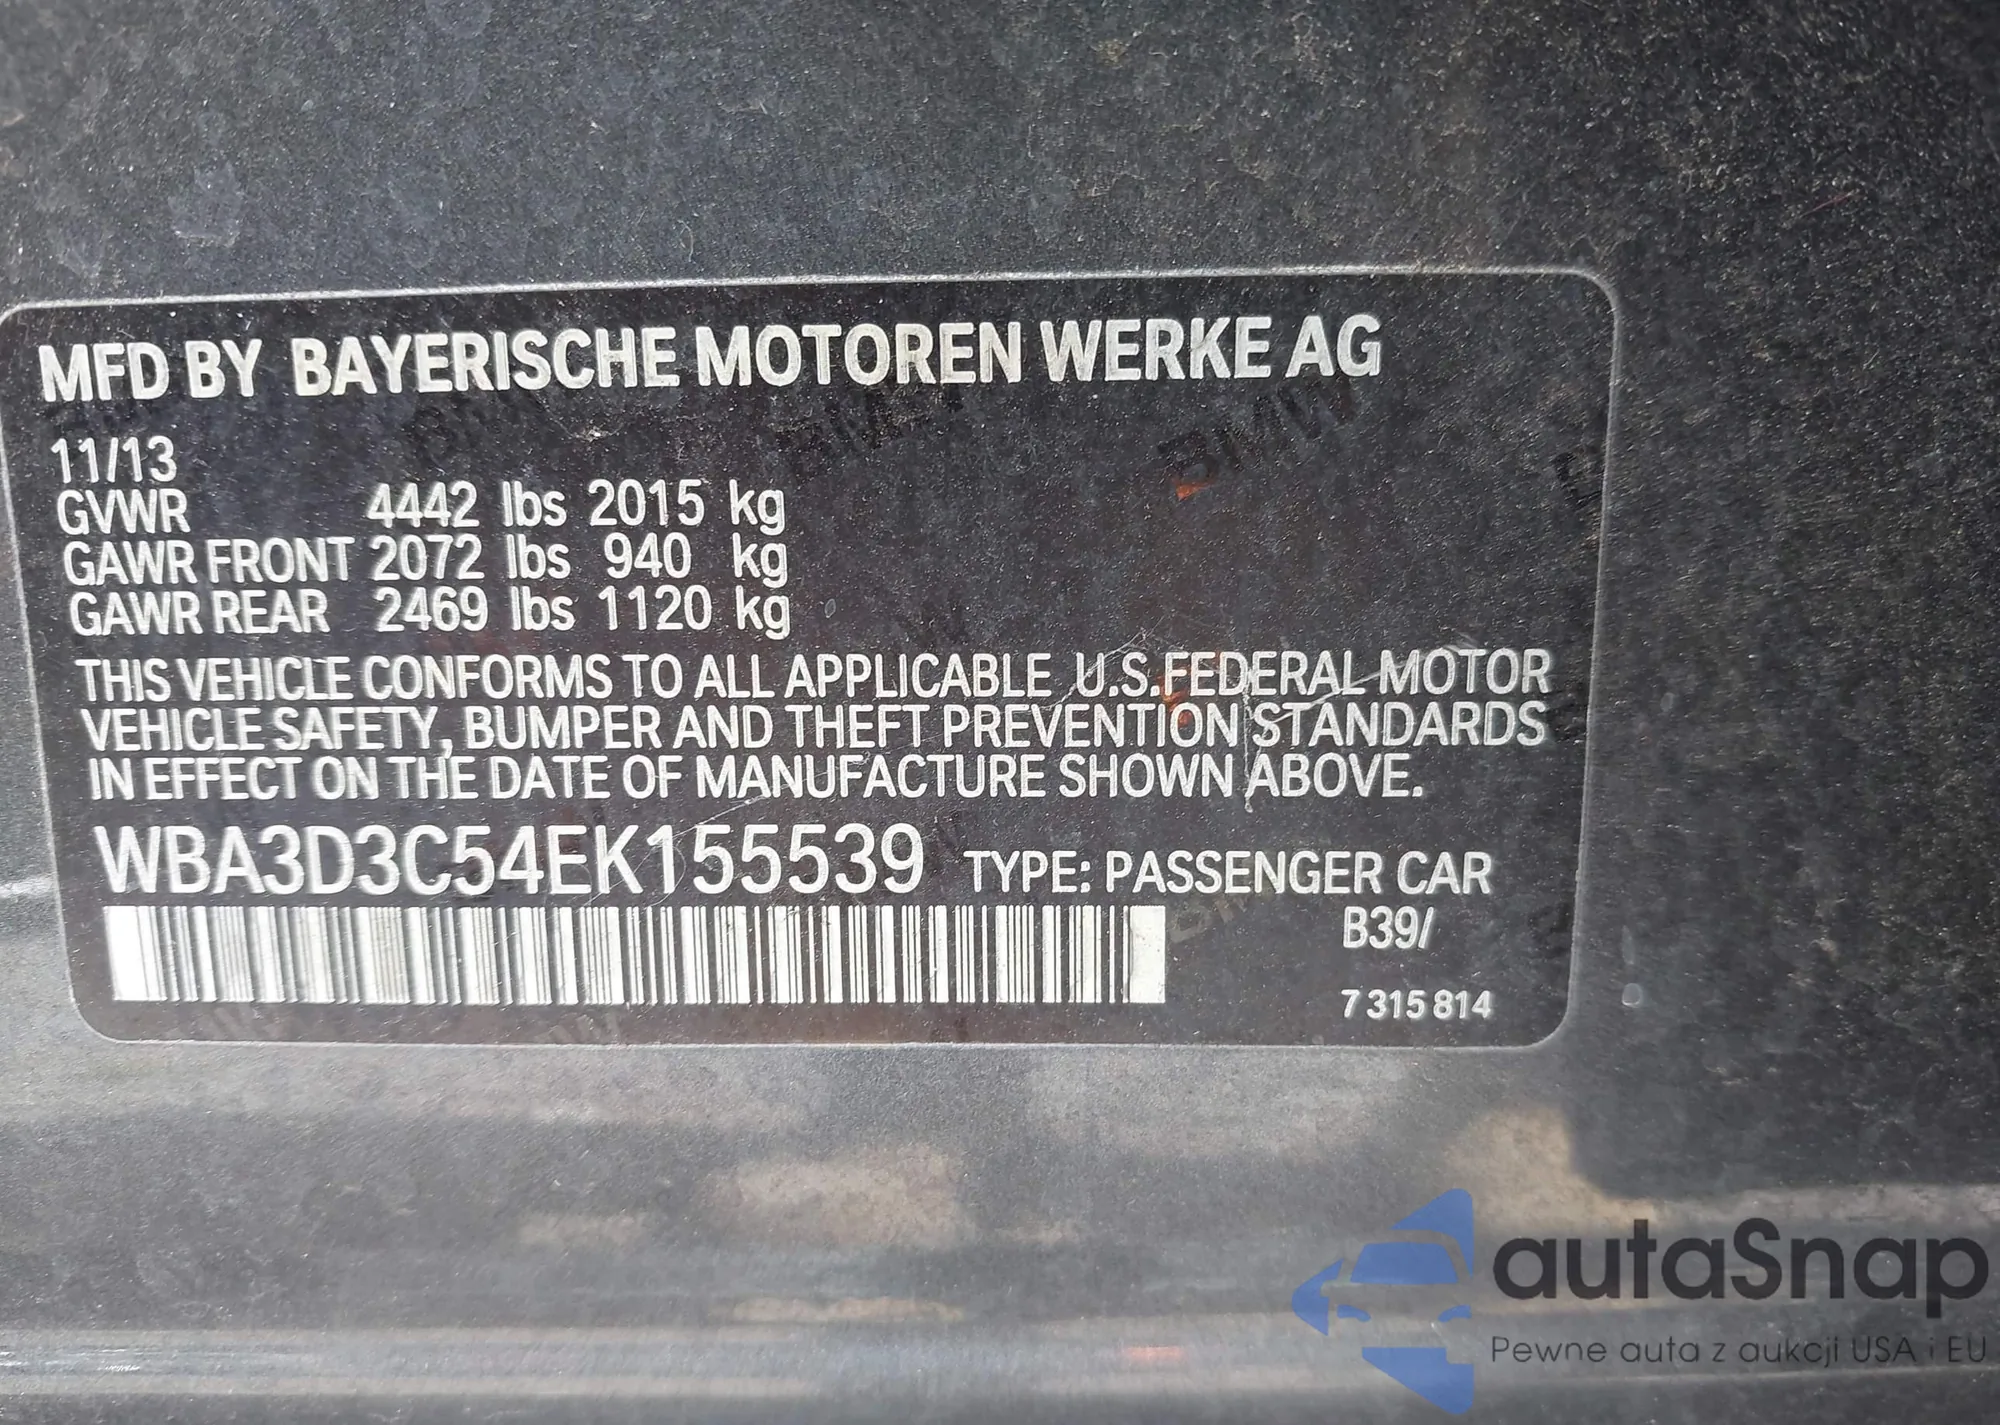 MFD BY BAYERISCHE MOTOREN WERKE AG
11/13
GVWR 4442 lbs 2015 kg
GAWR FRONT 2072 lbs 940 kg
GAWR REAR 2469 lbs 1120 kg
THIS VEHICLE CONFORMS TO ALL APPLICABLE U.S.FEDERAL MOTOR
VEHICLE SAFETY, BUMPER AND THEFT PREVENTION STANDARDS
IN EFFECT ON THE DATE OF MANUFACTURE SHOWN ABOVE.
WBA3D3C54EK155539 TYPE: PASSENGER CAR
B39/
7 315 814
autaSnap
Pewne auta z aukcji USA i EU